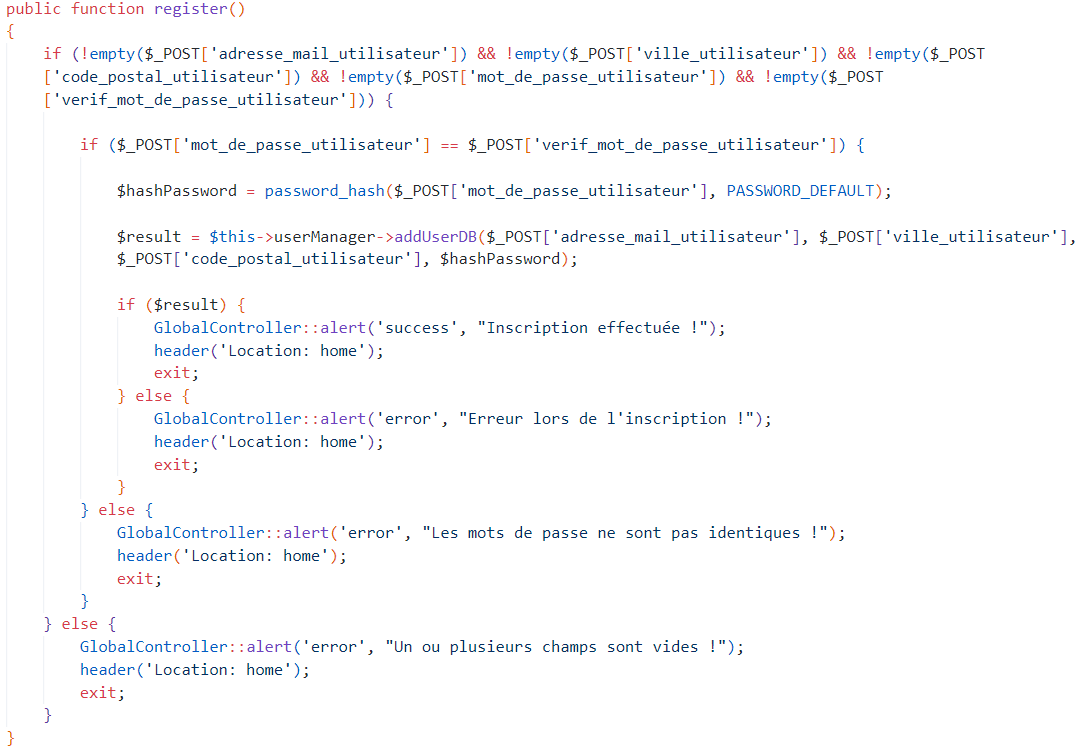 public function register()
{
if (!empty($_POST['adresse_mail_utilisateur']) && !empty($_POST['ville_utilisateur']) && !empty($_POST
['code_postal_utilisateur']) && !empty($_POST['mot_de_passe_utilisateur']) && !empty($_POST
['verif_mot_de_passe_utilisateur'])) {
if ($_POST['mot_de_passe_utilisateur'] == $_POST['verif_mot_de_passe_utilisateur']) {
$hashPassword = password_hash($_POST['mot_de_passe_utilisateur'], PASSWORD_DEFAULT);
$result = $this->userManager->addUserDB($_POST['adresse_mail_utilisateur'], $_POST['ville_utilisateur'],
$_POST['code_postal_utilisateur'], $hashPassword);
if ($result) {
GlobalController::alert('success', "Inscription effectuée !");
header('Location: home');
exit;
} else {
GlobalController::alert('error', "Erreur lors de l'inscription !");
header('Location: home');
exit;
}
} else {
GlobalController::alert('error', "Les mots de passe ne sont pas identiques !");
header('Location: home');
exit;
}
} else {
GlobalController::alert('error', "Un ou plusieurs champs sont vides !");
header('Location: home');
exit;
}
}